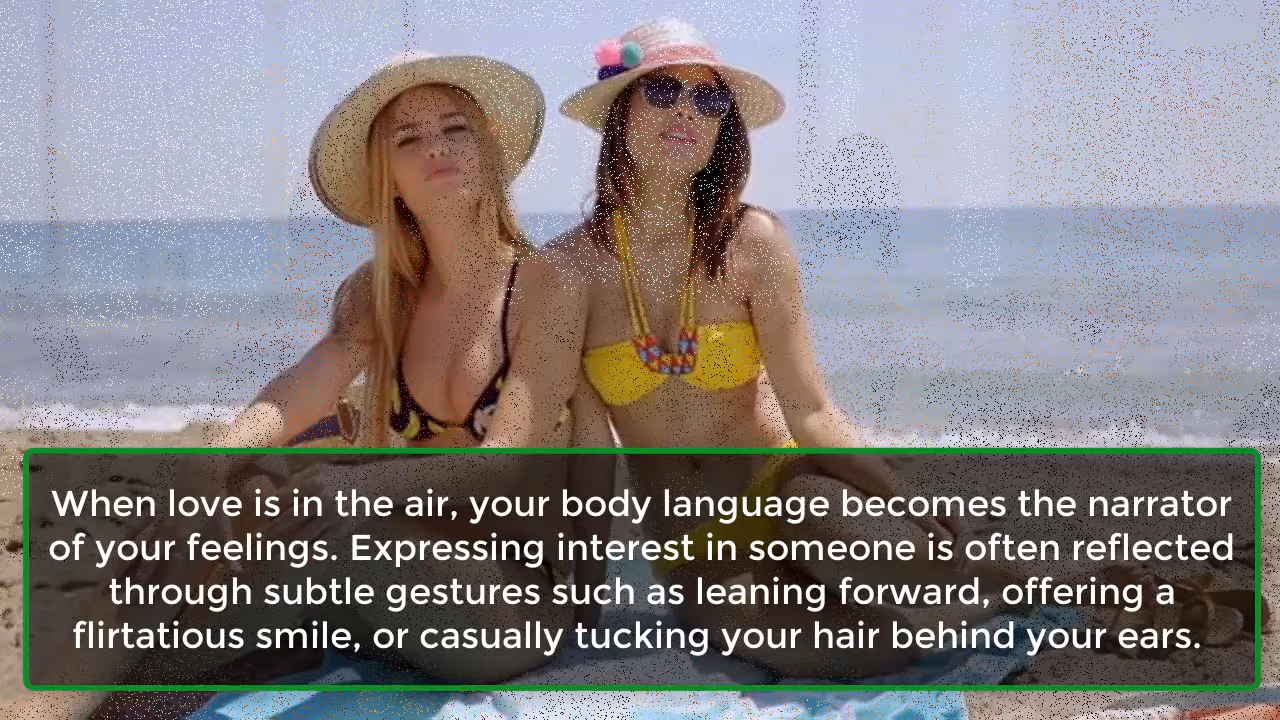 When love is in the air, your body language becomes the narrator
of your feelings. Expressing interest in someone is often reflected
through subtle gestures such as leaning forward, offering a
flirtatious smile, or casually tucking your hair behind your ears.